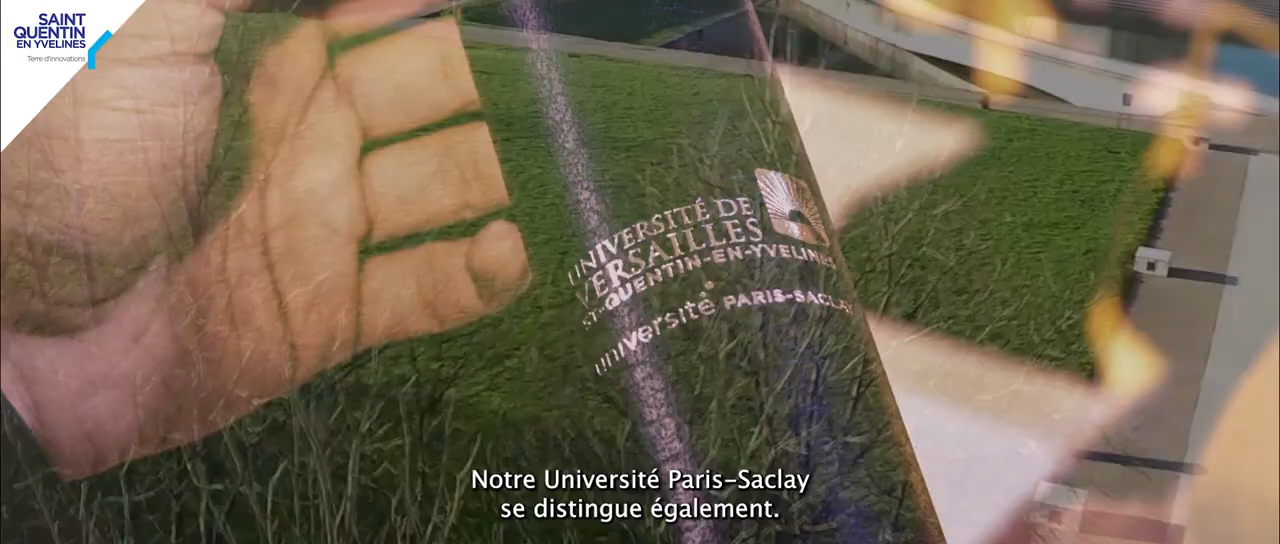 SAINT
QUENTIN
EN YVELINES
Terre d'innovations
UNIVERSITÉ DE
VERSAILLES
ST-QUENTIN-EN-YVELINES
université PARIS-SACLAY
Notre Université Paris-Saclay
se distingue également.